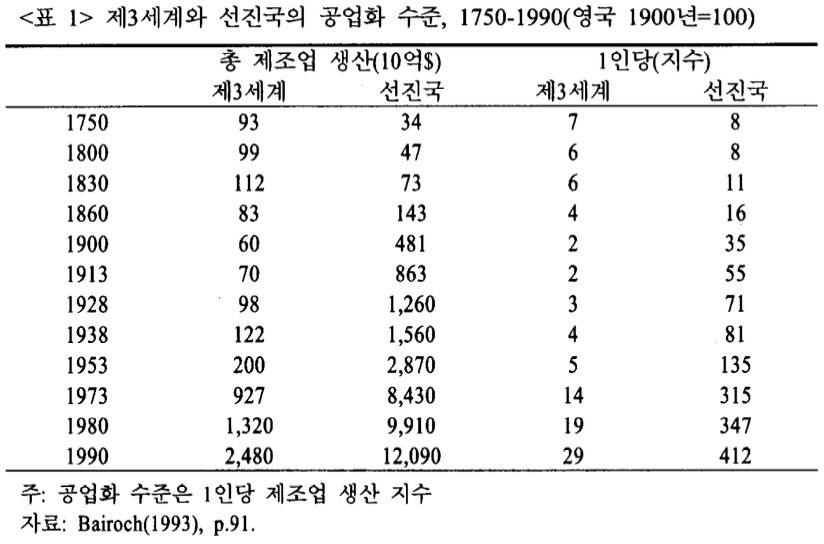 <표 1> 제3세계와 선진국의 공업화 수준, 1750-1990(영국 1900년=100)
총 제조업 생산(10억$) 1인당(지수)
제3세계 선진국 제3세계 선진국
1750 93 34 7 8
1800 99 47 6 8
1830 112 73 6 11
1860 83 143 4 16
1900 60 481 2 35
1913 70 863 2 55
1928 98 1,260 3 71
1938 122 1,560 4 81
1953 200 2,870 5 135
1973 927 8,430 14 315
1980 1,320 9,910 19 347
1990 2,480 12,090 29 412
주: 공업화 수준은 1인당 제조업 생산 지수
자료: Bairoch(1993), p.91.